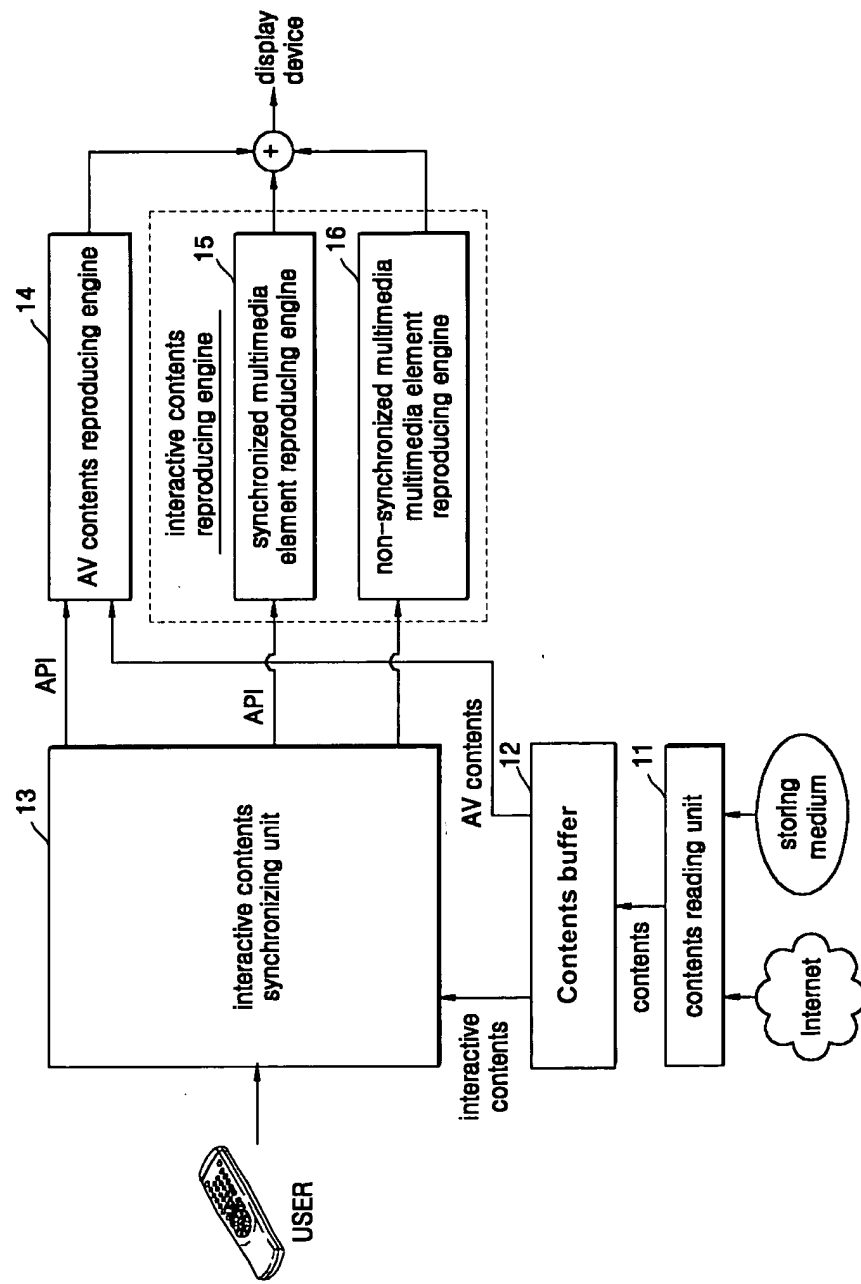 USER
13
interactive contents
synchronizing unit
API
API
14
AV contents reproducing engine
interactive contents
reproducing engine
15
synchronized multimedia
element reproducing engine
16
non-synchronized multimedia
multimedia element
reproducing engine
+
display
device
interactive
contents
AV contents
12
Contents buffer
contents
11
contents reading unit
Internet
storing
medium